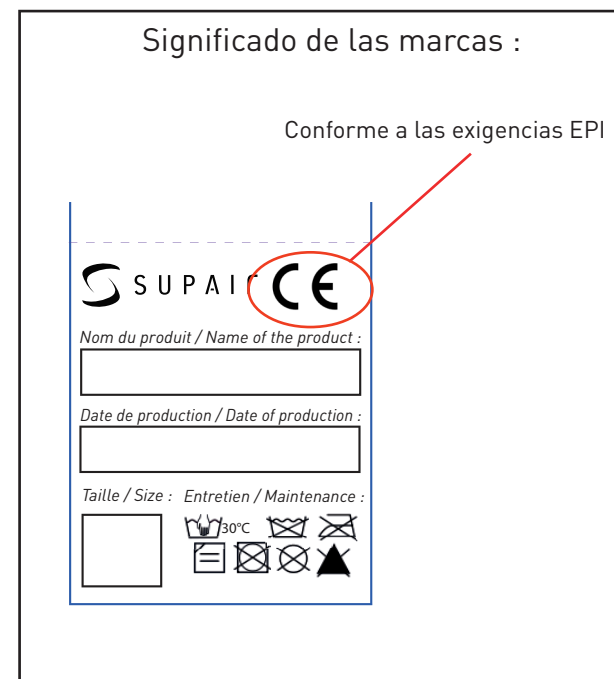 Significado de las marcas :
Conforme a las exigencias EPI
SUPAIR CE
Nom du produit / Name of the product :
Date de production / Date of production :
Taille / Size : Entretien / Maintenance :
30°C